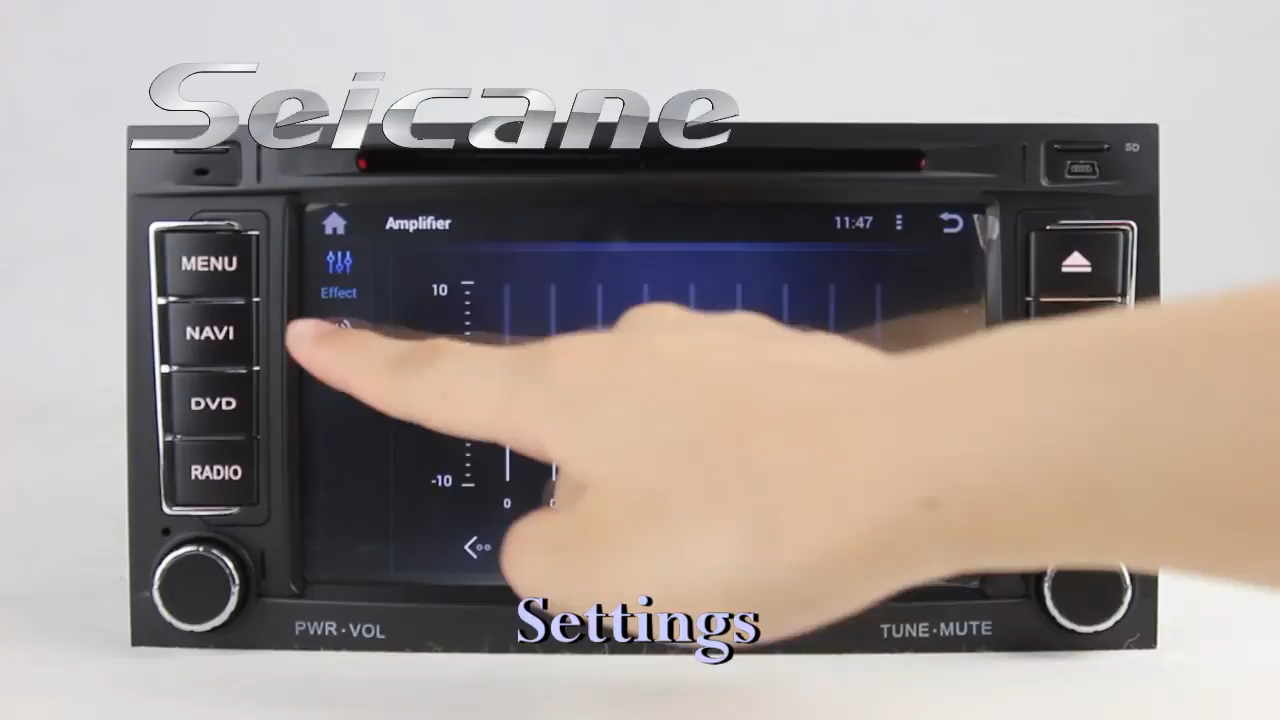 Seicane
SD
Amplifier
11:47
MENU
Effect
10
NAVI
DVD
RADIO
-10
0
PWR·VOL
Settings
TUNE·MUTE